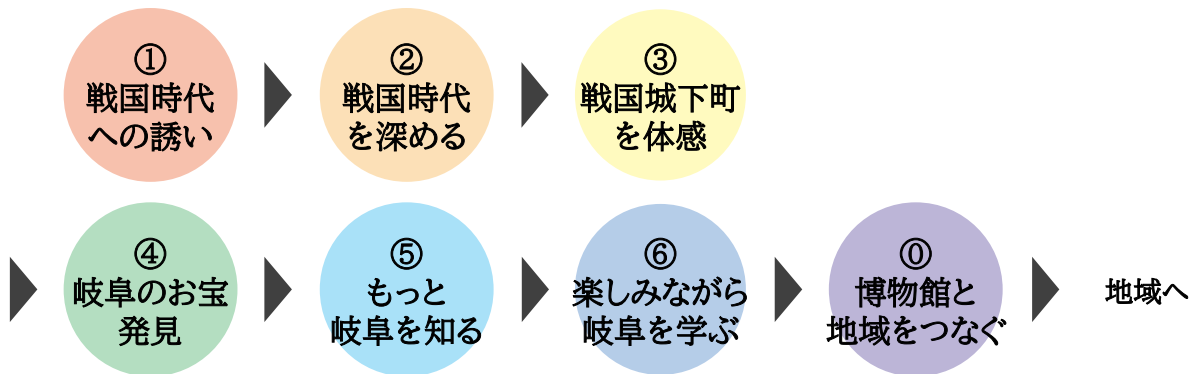 ①
戦国時代
への誘い
②
戦国時代
を深める
③
戦国城下町
を体感
④
岐阜のお宝
発見
⑤
もっと
岐阜を知る
⑥
楽しみながら
岐阜を学ぶ
⓪
博物館と
地域をつなぐ
地域へ